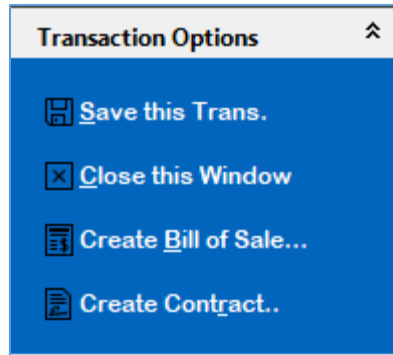 Transaction Options
Save this Trans.
Close this Window
Create Bill of Sale...
Create Contract..